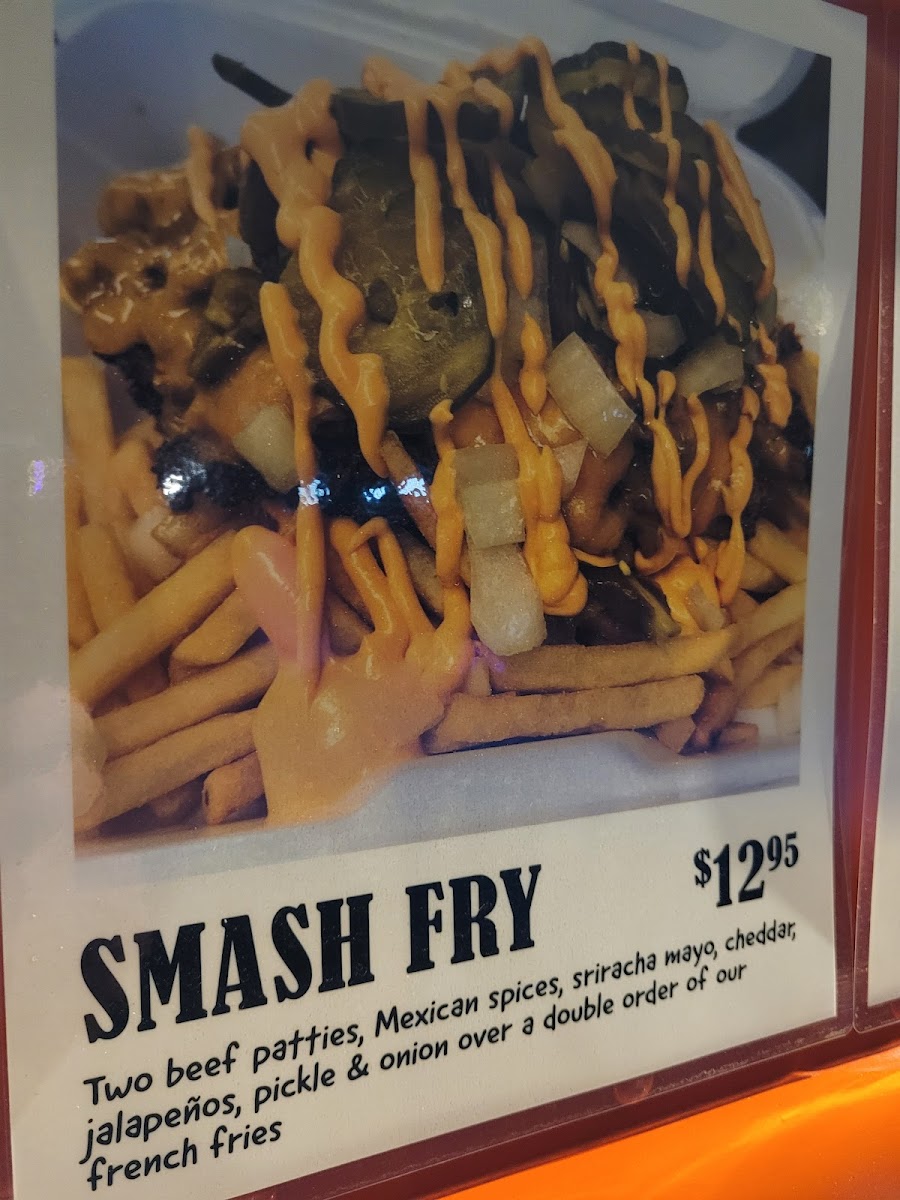 SMASH FRY
$12.95
Two beef patties, Mexican spices, sriracha mayo, cheddar,
jalapeños, pickle & onion over a double order of our
french fries